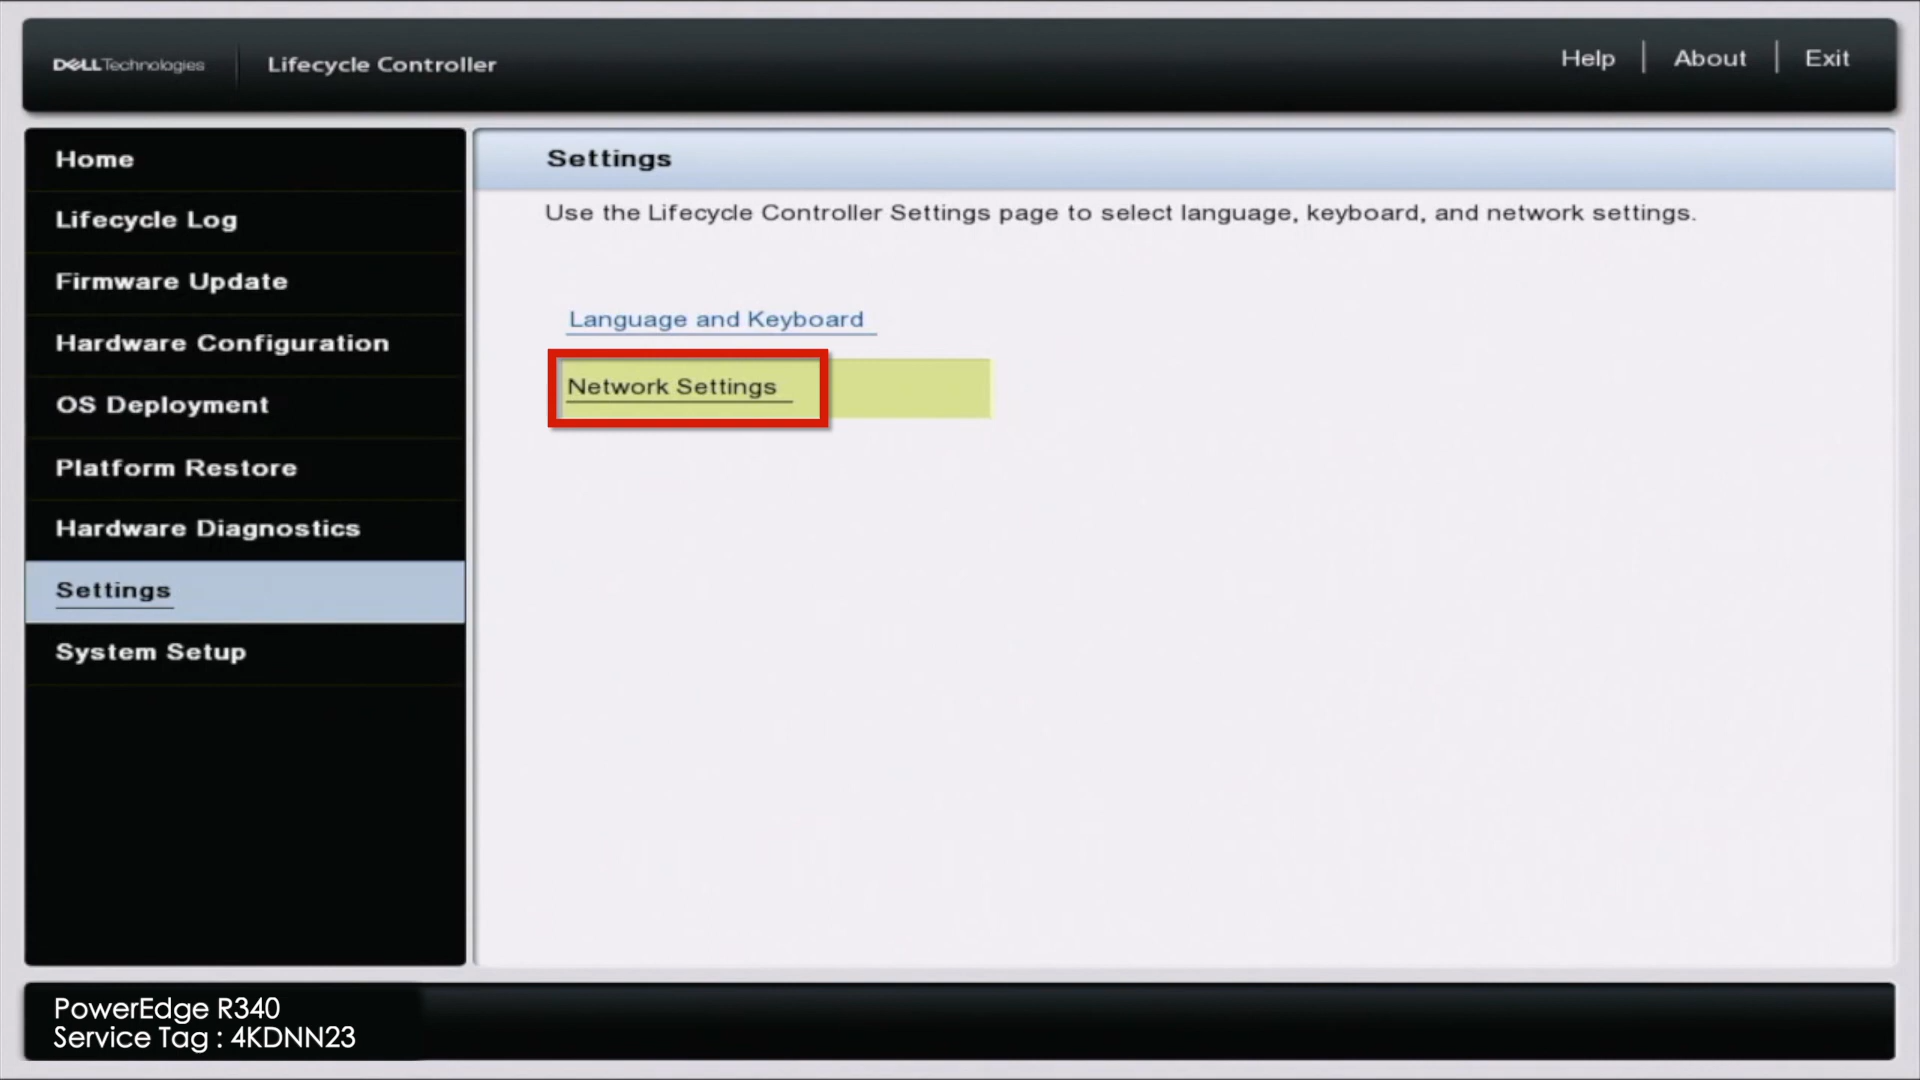 DELL Technologies
Lifecycle Controller
Help
About
Exit
Home
Lifecycle Log
Firmware Update
Hardware Configuration
OS Deployment
Platform Restore
Hardware Diagnostics
Settings
System Setup
Settings
Use the Lifecycle Controller Settings page to select language, keyboard, and network settings.
Language and Keyboard
Network Settings
PowerEdge R340
Service Tag : 4KDNN23